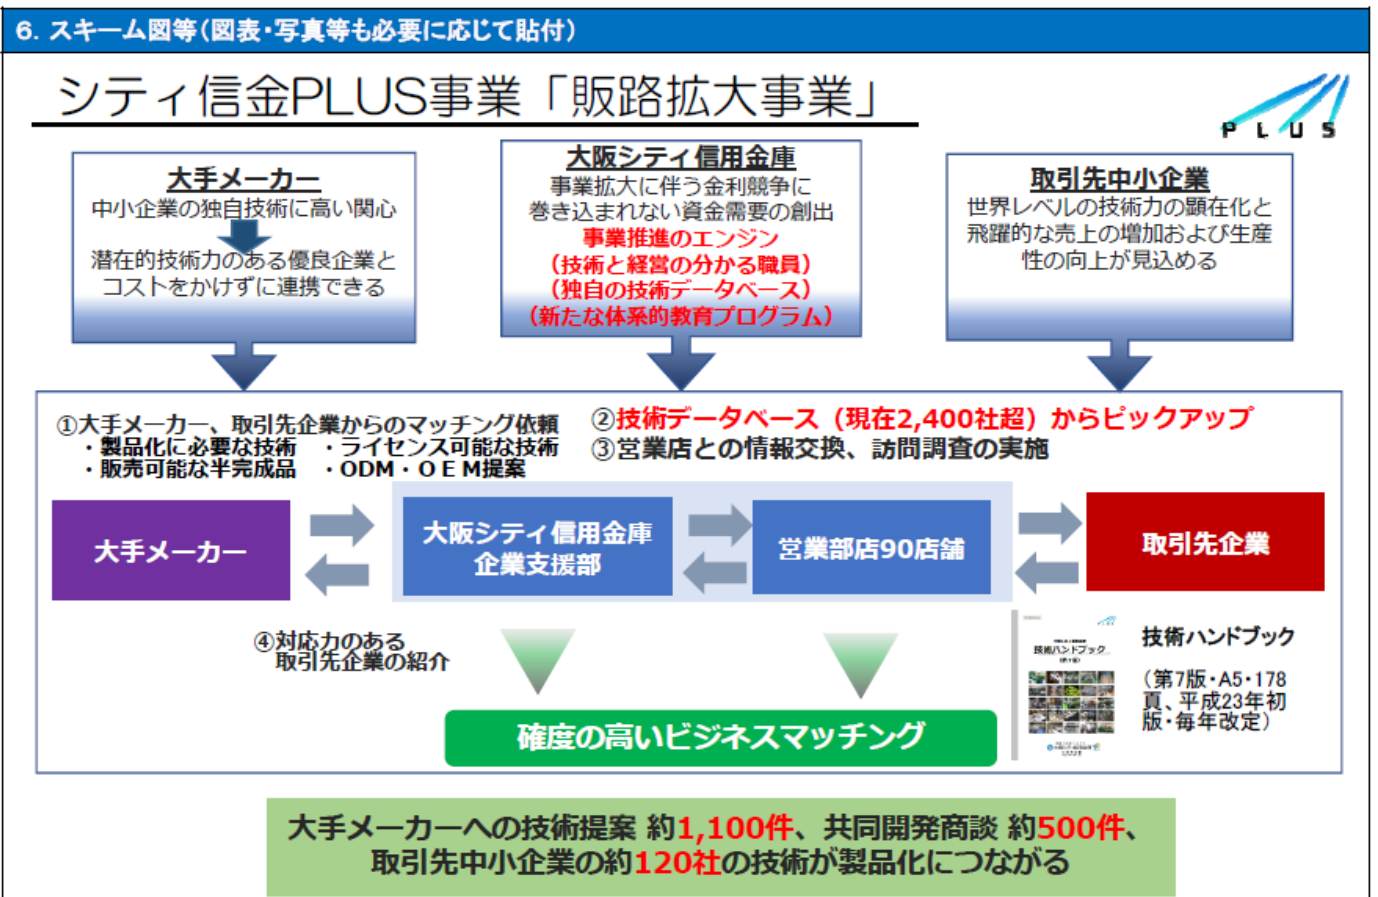 6. スキーム図等(図表・写真等も必要に応じて貼付)
シティ信金PLUS事業「販路拡大事業」
PLUS
大手メーカー
中小企業の独自技術に高い関心
潜在的技術力のある優良企業と
コストをかけずに連携できる
大阪シティ信用金庫
事業拡大に伴う金利競争に
巻き込まれない資金需要の創出
事業推進のエンジン
(技術と経営の分かる職員)
(独自の技術データベース)
(新たな体系的教育プログラム)
取引先中小企業
世界レベルの技術力の顕在化と
飛躍的な売上の増加および生産
性の向上が見込める
①大手メーカー、取引先企業からのマッチング依頼
・製品化に必要な技術 ・ライセンス可能な技術
・販売可能な半完成品 ・ODM・OEM提案
②技術データベース(現在2,400社超)からピックアップ
③営業店との情報交換、訪問調査の実施
大手メーカー
大阪シティ信用金庫
企業支援部
営業部店90店舗
取引先企業
④対応力のある
取引先企業の紹介
確度の高いビジネスマッチング
技術ハンドブック
技術ハンドブック
(第7版・A5・178
頁、平成23年初
版・毎年改定)
大手メーカーへの技術提案 約1,100件、共同開発商談 約500件、
取引先中小企業の約120社の技術が製品化につながる